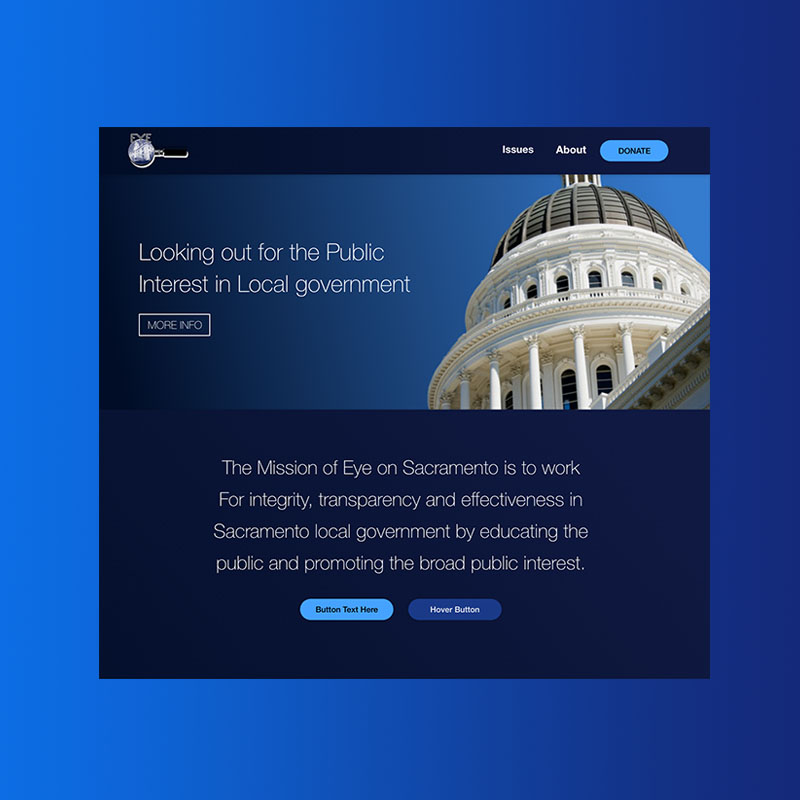 EYE
Issues
About
DONATE
Looking out for the Public
Interest in Local government
MORE INFO
The Mission of Eye on Sacramento is to work
For integrity, transparency and effectiveness in
Sacramento local government by educating the
public and promoting the broad public interest.
Button Text Here
Hover Button